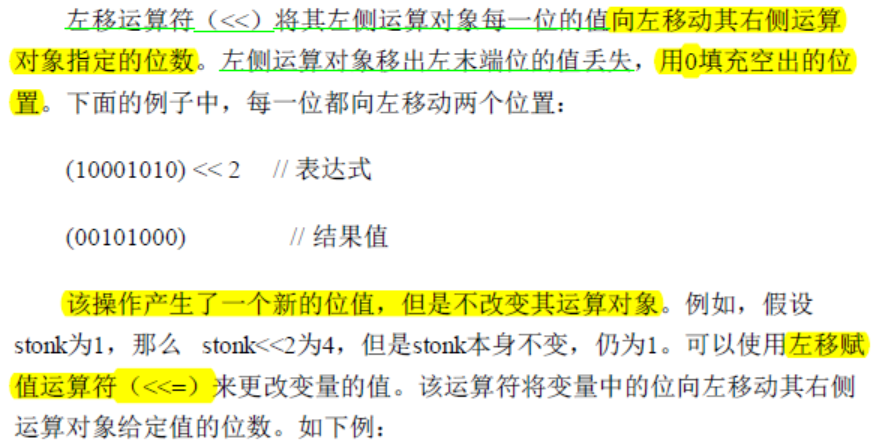 左移运算符（<<）将其左侧运算对象每一位的值向左移动其右侧运算
对象指定的位数。左侧运算对象移出左末端位的值丢失，用0填充空出的位
置。下面的例子中，每一位都向左移动两个位置：
(10001010) << 2 // 表达式
(00101000) // 结果值
该操作产生了一个新的位值，但是不改变其运算对象。例如，假设
stonk为1，那么 stonk<<2为4，但是stonk本身不变，仍为1。可以使用左移赋
值运算符（<<=）来更改变量的值。该运算符将变量中的位向左移动其右侧
运算对象给定值的位数。如下例：